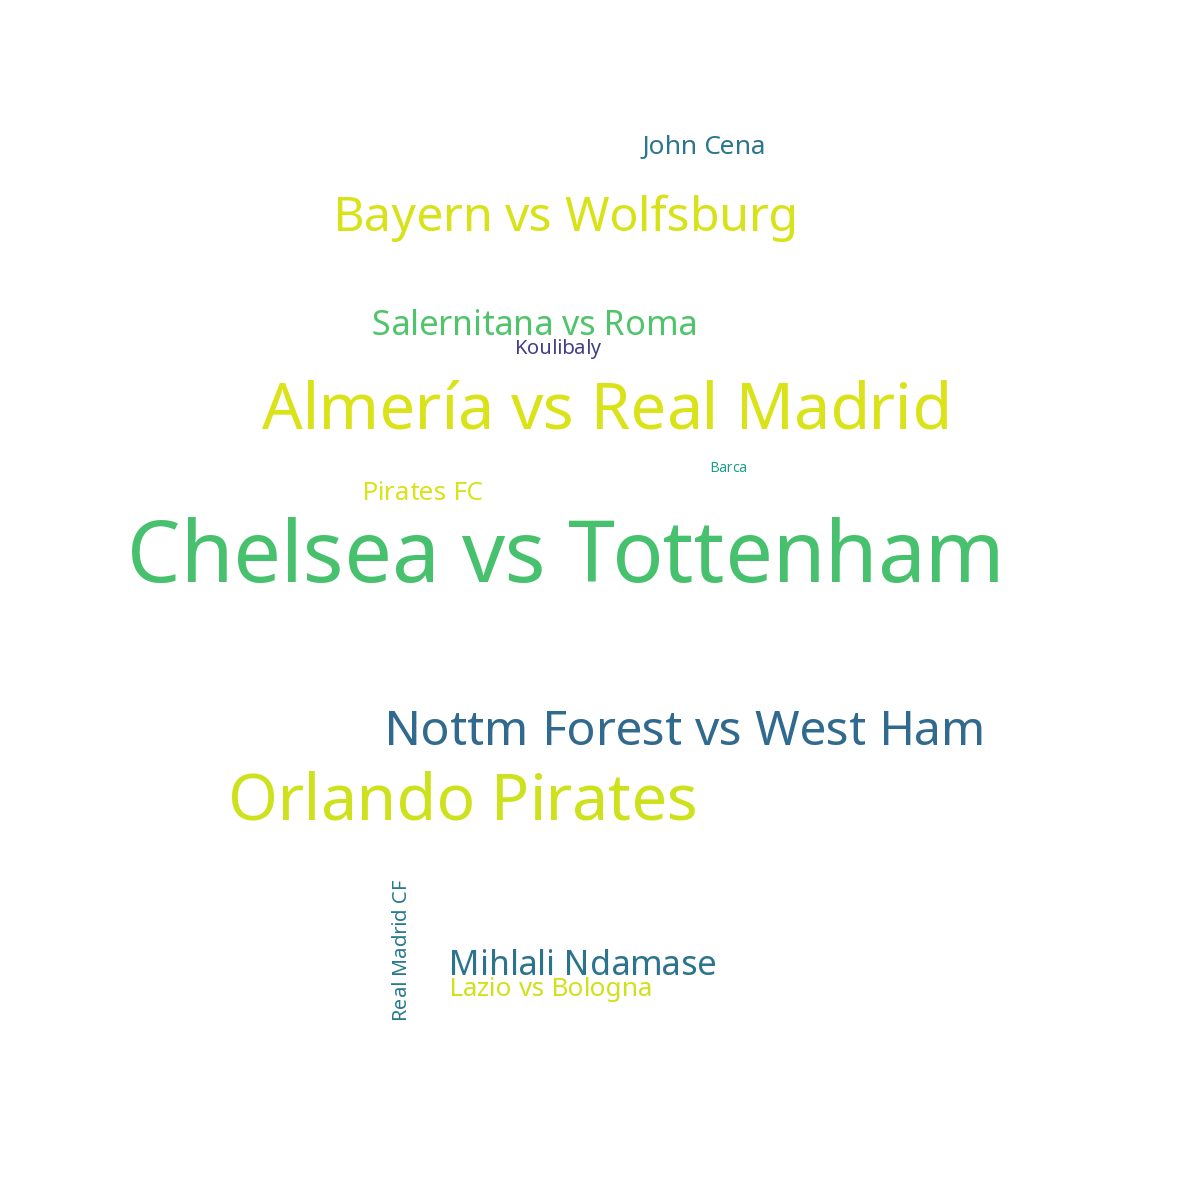 John Cena
Bayern vs Wolfsburg
Salernitana vs Roma
Koulibaly
Almería vs Real Madrid
Barca
Pirates FC
Chelsea vs Tottenham
Nottm Forest vs West Ham
Orlando Pirates
Real Madrid CF
Mihlali Ndamase
Lazio vs Bologna